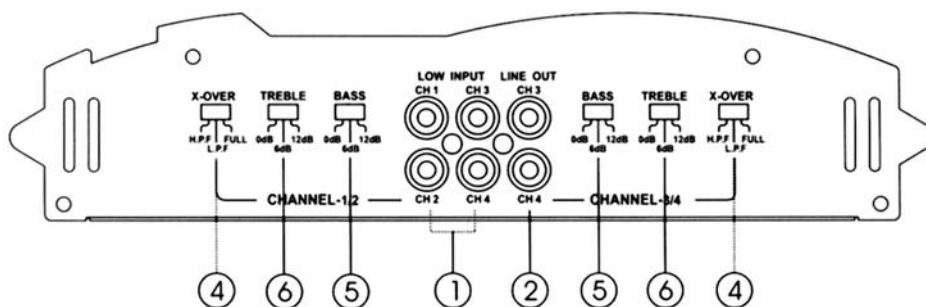 LOW INPUT LINE OUT
X-OVER TREBLE BASS CH 1 CH 3 CH 3 BASS TREBLE X-OVER
H.P.F FULL 0dB 12dB 0dB 12dB 0dB 12dB 0dB 12dB H.P.F FULL
L.P.F 6dB 6dB 6dB 6dB L.P.F
CHANNEL-1/2 CH 2 CH 4 CH 4 CHANNEL-3/4
4 6 5 1 2 5 6 4